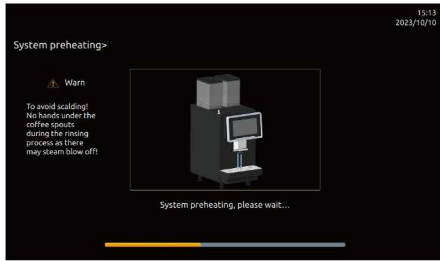 15:13
2023/10/10
System preheating>
Warn
To avoid scalding!
No hands under the
coffee spouts
during the rinsing
process as there
may steam blow off!
System preheating, please wait...